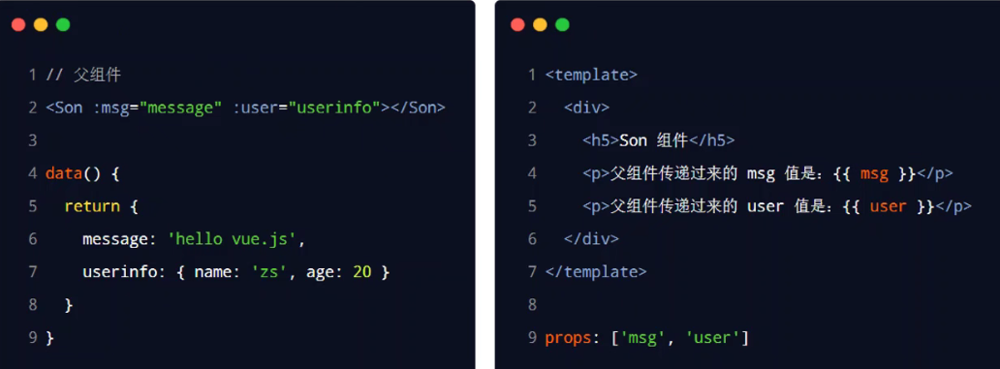 1 // 父组件
2 <Son :msg="message" :user="userinfo"></Son>
3
4 data() {
5   return {
6     message: 'hello vue.js',
7     userinfo: { name: 'zs', age: 20 }
8   }
9 }
1 <template>
2   <div>
3     <h5>Son 组件</h5>
4     <p>父组件传递过来的 msg 值是：{{ msg }}</p>
5     <p>父组件传递过来的 user 值是：{{ user }}</p>
6   </div>
7 </template>
8
9 props: ['msg', 'user']